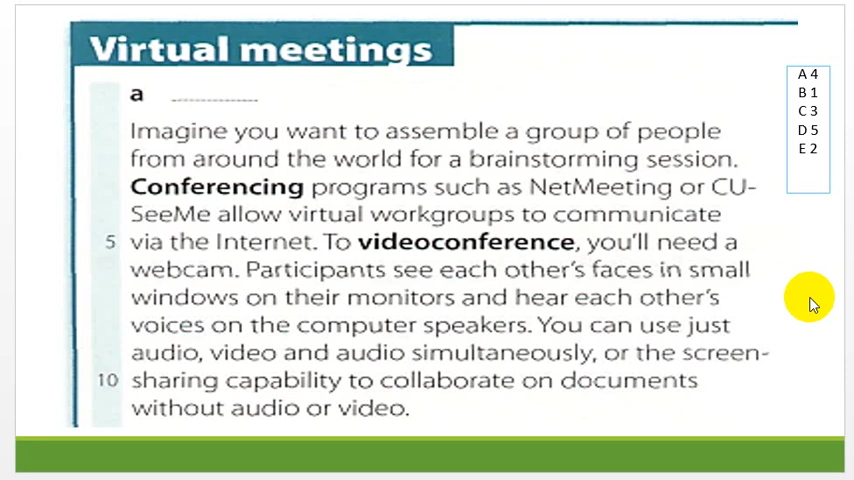 Virtual meetings
a ....................
Imagine you want to assemble a group of people
from around the world for a brainstorming session.
Conferencing programs such as NetMeeting or CU-
SeeMe allow virtual workgroups to communicate
5 via the Internet. To videoconference, you'll need a
webcam. Participants see each other's faces in small
windows on their monitors and hear each other's
voices on the computer speakers. You can use just
audio, video and audio simultaneously, or the screen-
10 sharing capability to collaborate on documents
without audio or video.
A 4
B 1
C 3
D 5
E 2